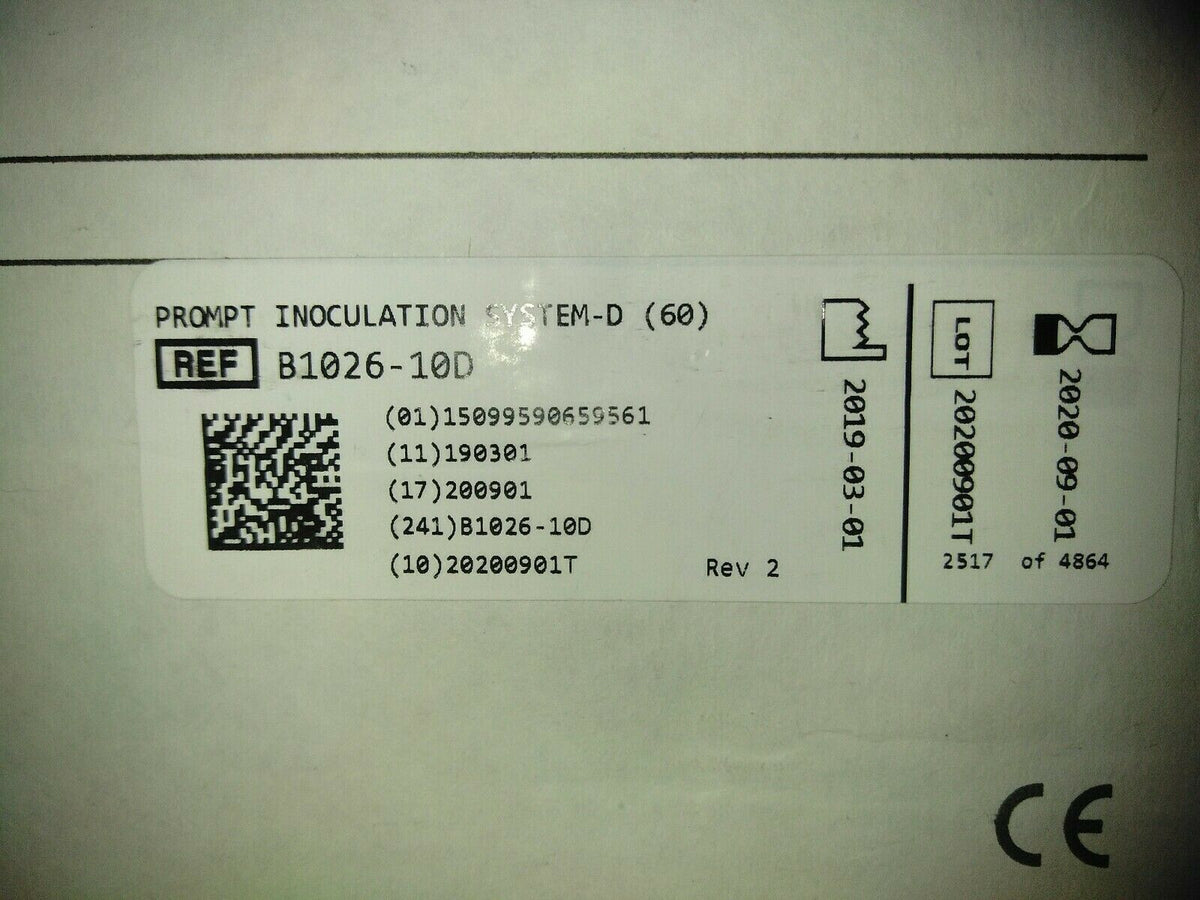 PROMPT INOCULATION SYSTEM-D (60)
REF B1026-10D
(01)15099590659561
(11)190301
(17)200901
(241)B1026-10D
(10)20200901T
Rev 2
2019-03-01
LOT 20200901T
2020-09-01
2517 of 4864
CE